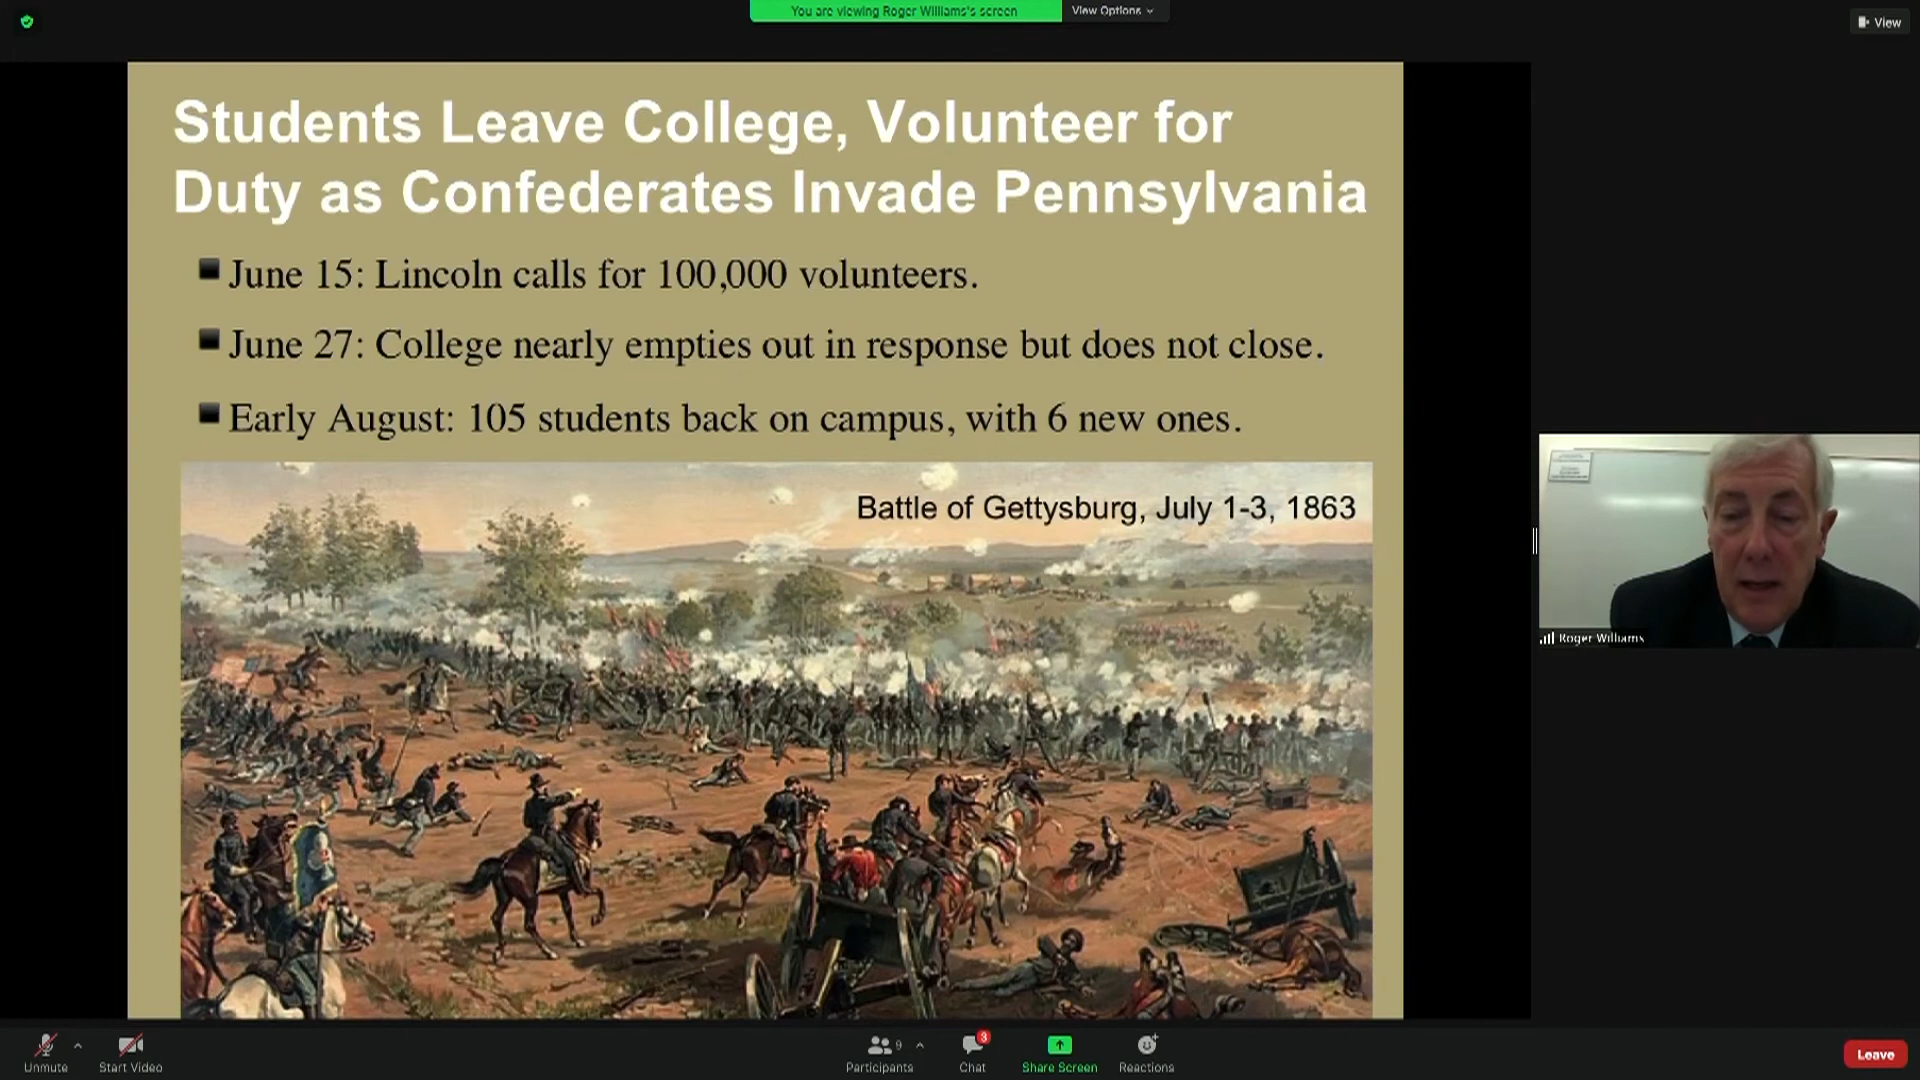 You are viewing Roger Williams's screen
View Options
View
Students Leave College, Volunteer for
Duty as Confederates Invade Pennsylvania
June 15: Lincoln calls for 100,000 volunteers.
June 27: College nearly empties out in response but does not close.
Early August: 105 students back on campus, with 6 new ones.
Battle of Gettysburg, July 1-3, 1863
Roger Williams
Unmute
Start Video
9
Participants
3
Chat
Share Screen
Reactions
Leave